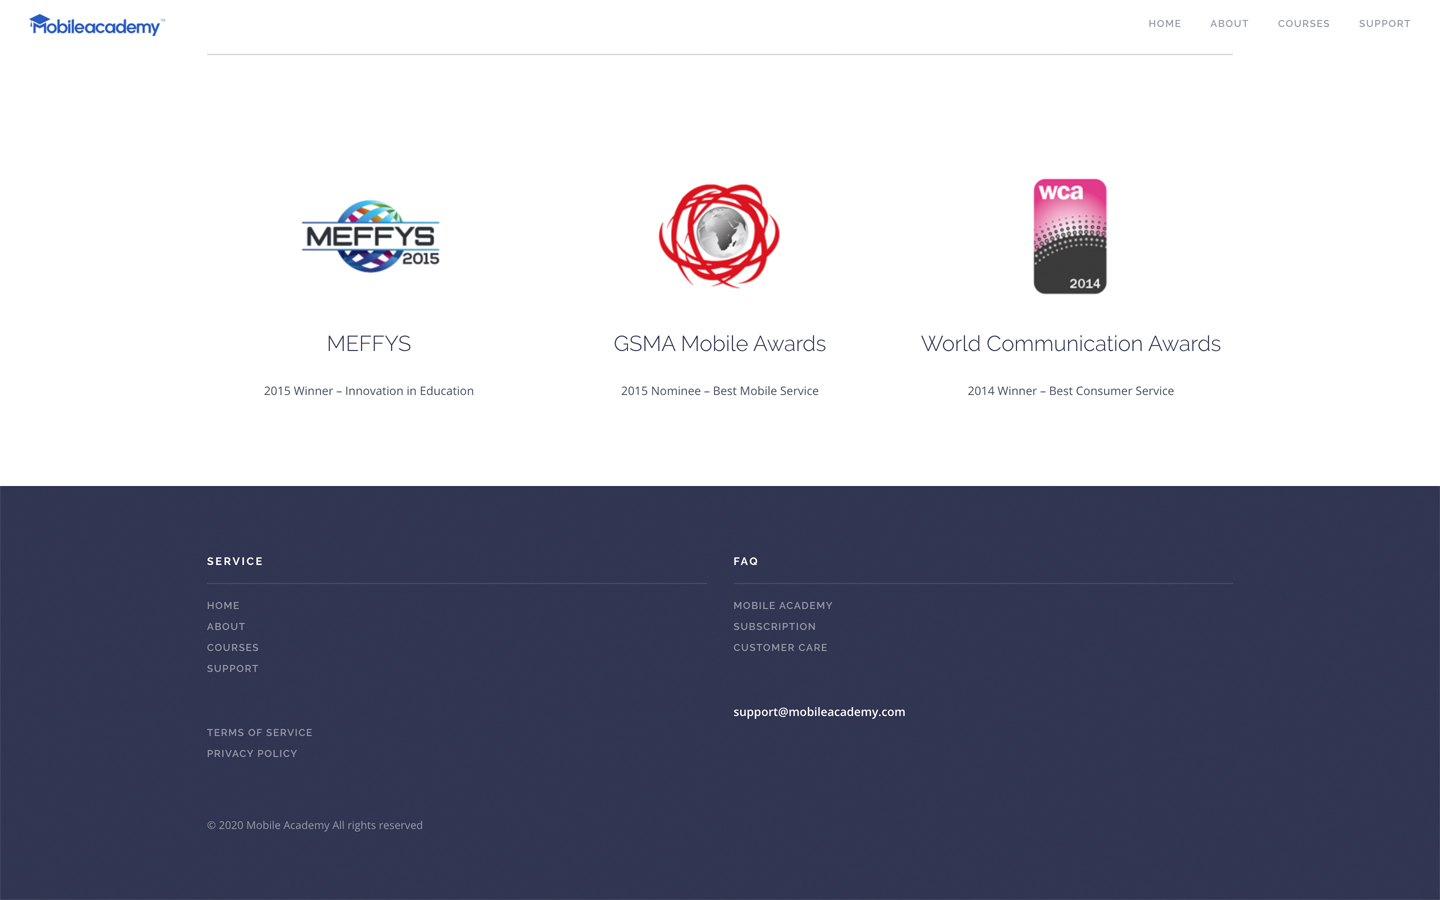 Mobileacademy
HOME ABOUT COURSES SUPPORT
MEFFYS
2015
wca
2014
MEFFYS
GSMA Mobile Awards
World Communication Awards
2015 Winner – Innovation in Education
2015 Nominee – Best Mobile Service
2014 Winner – Best Consumer Service
SERVICE
HOME
ABOUT
COURSES
SUPPORT
TERMS OF SERVICE
PRIVACY POLICY
FAQ
MOBILE ACADEMY
SUBSCRIPTION
CUSTOMER CARE
support@mobileacademy.com
© 2020 Mobile Academy All rights reserved